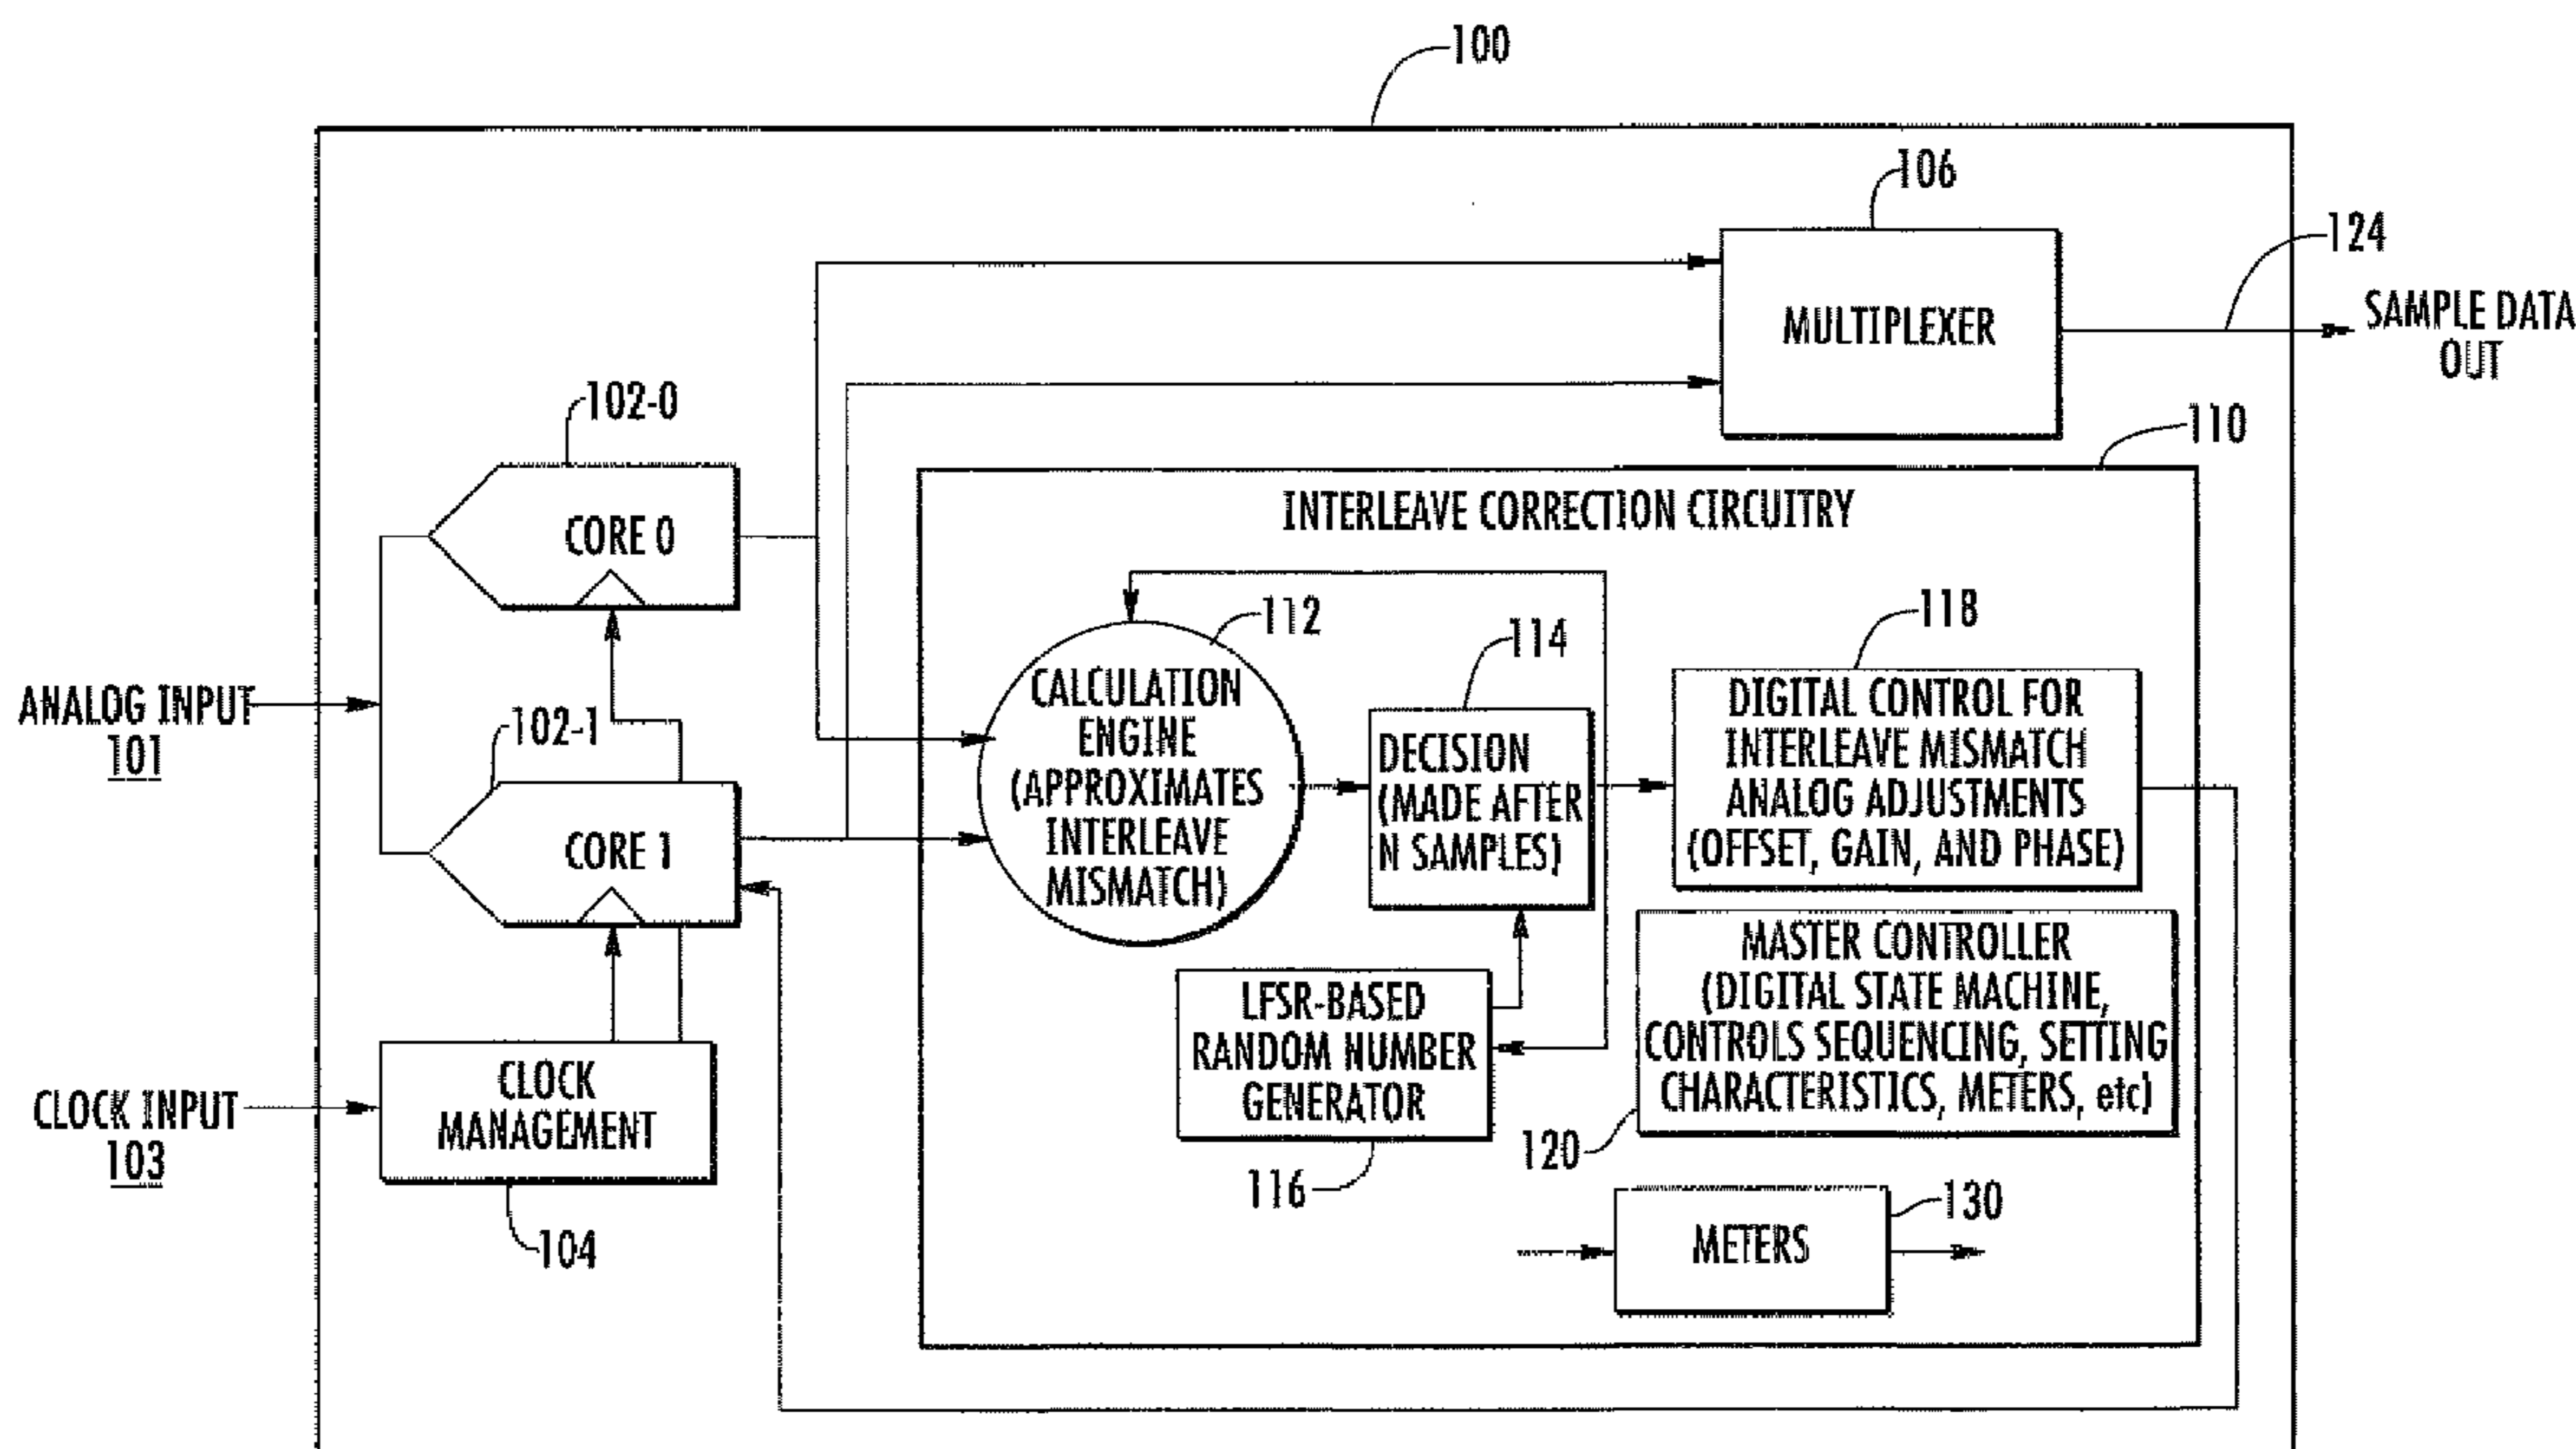 100
106
124
MULTIPLEXER
SAMPLE DATA
OUT
102-0
110
CORE 0
INTERLEAVE CORRECTION CIRCUITRY
112
114
118
ANALOG INPUT
101
102-1
CALCULATION
ENGINE
(APPROXIMATES
INTERLEAVE
MISMATCH)
DECISION
(MADE AFTER
N SAMPLES)
DIGITAL CONTROL FOR
INTERLEAVE MISMATCH
ANALOG ADJUSTMENTS
(OFFSET, GAIN, AND PHASE)
CORE 1
MASTER CONTROLLER
(DIGITAL STATE MACHINE,
CONTROLS SEQUENCING, SETTING
CHARACTERISTICS, METERS, etc)
LFSR-BASED
RANDOM NUMBER
GENERATOR
CLOCK INPUT
103
CLOCK
MANAGEMENT
120
116
130
METERS
104